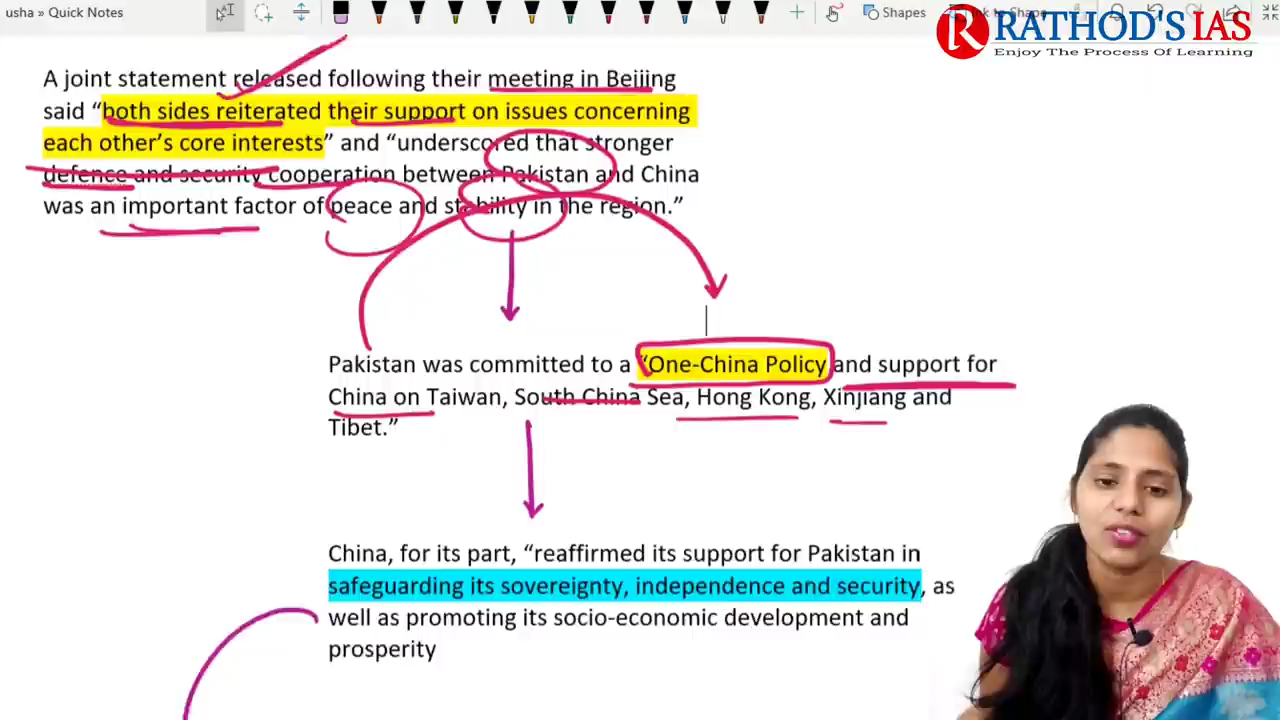 usha » Quick Notes
Shapes
to Shape
RATHOD'S IAS
Enjoy The Process Of Learning
A joint statement released following their meeting in Beijing
said “both sides reiterated their support on issues concerning
each other’s core interests” and “underscored that stronger
defence and security cooperation between Pakistan and China
was an important factor of peace and stability in the region.”
Pakistan was committed to a “One-China Policy and support for
China on Taiwan, South China Sea, Hong Kong, Xinjiang and
Tibet.”
China, for its part, “reaffirmed its support for Pakistan in
safeguarding its sovereignty, independence and security, as
well as promoting its socio-economic development and
prosperity